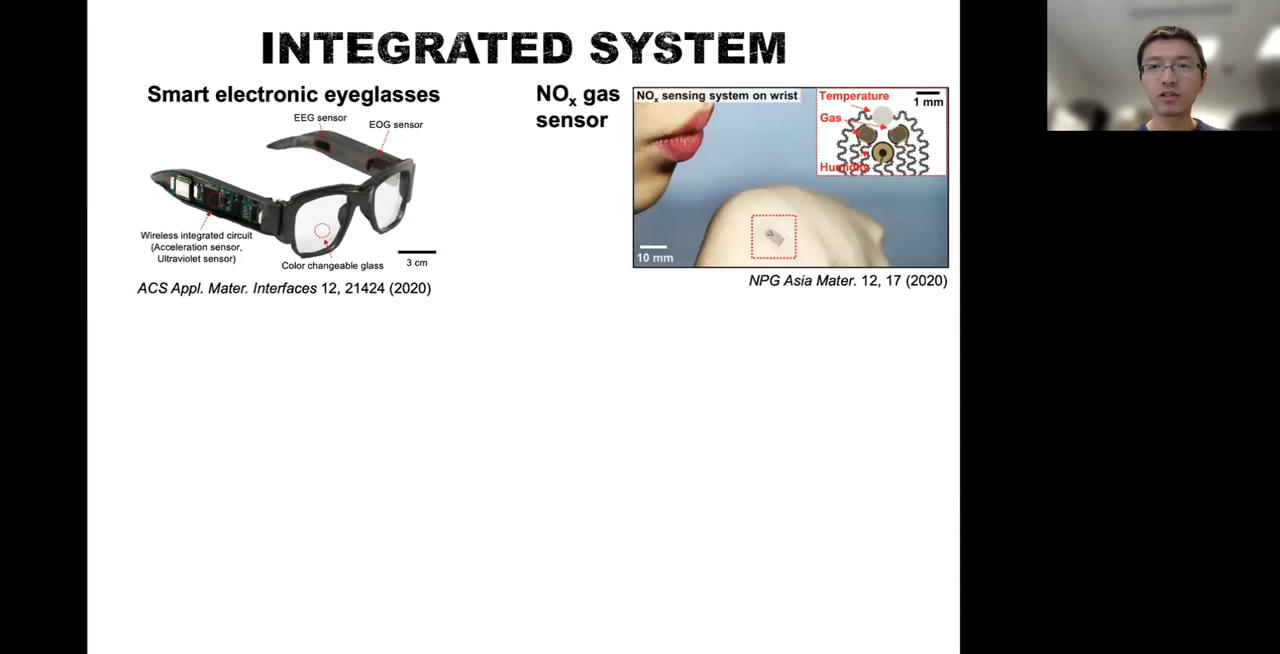 INTEGRATED SYSTEM
Smart electronic eyeglasses
EEG sensor
EOG sensor
Wireless integrated circuit
(Acceleration sensor,
Ultraviolet sensor)
Color changeable glass
3 cm
ACS Appl. Mater. Interfaces 12, 21424 (2020)
NOx gas
sensor
NOx sensing system on wrist
Temperature
1 mm
Gas
Humidity
10 mm
NPG Asia Mater. 12, 17 (2020)